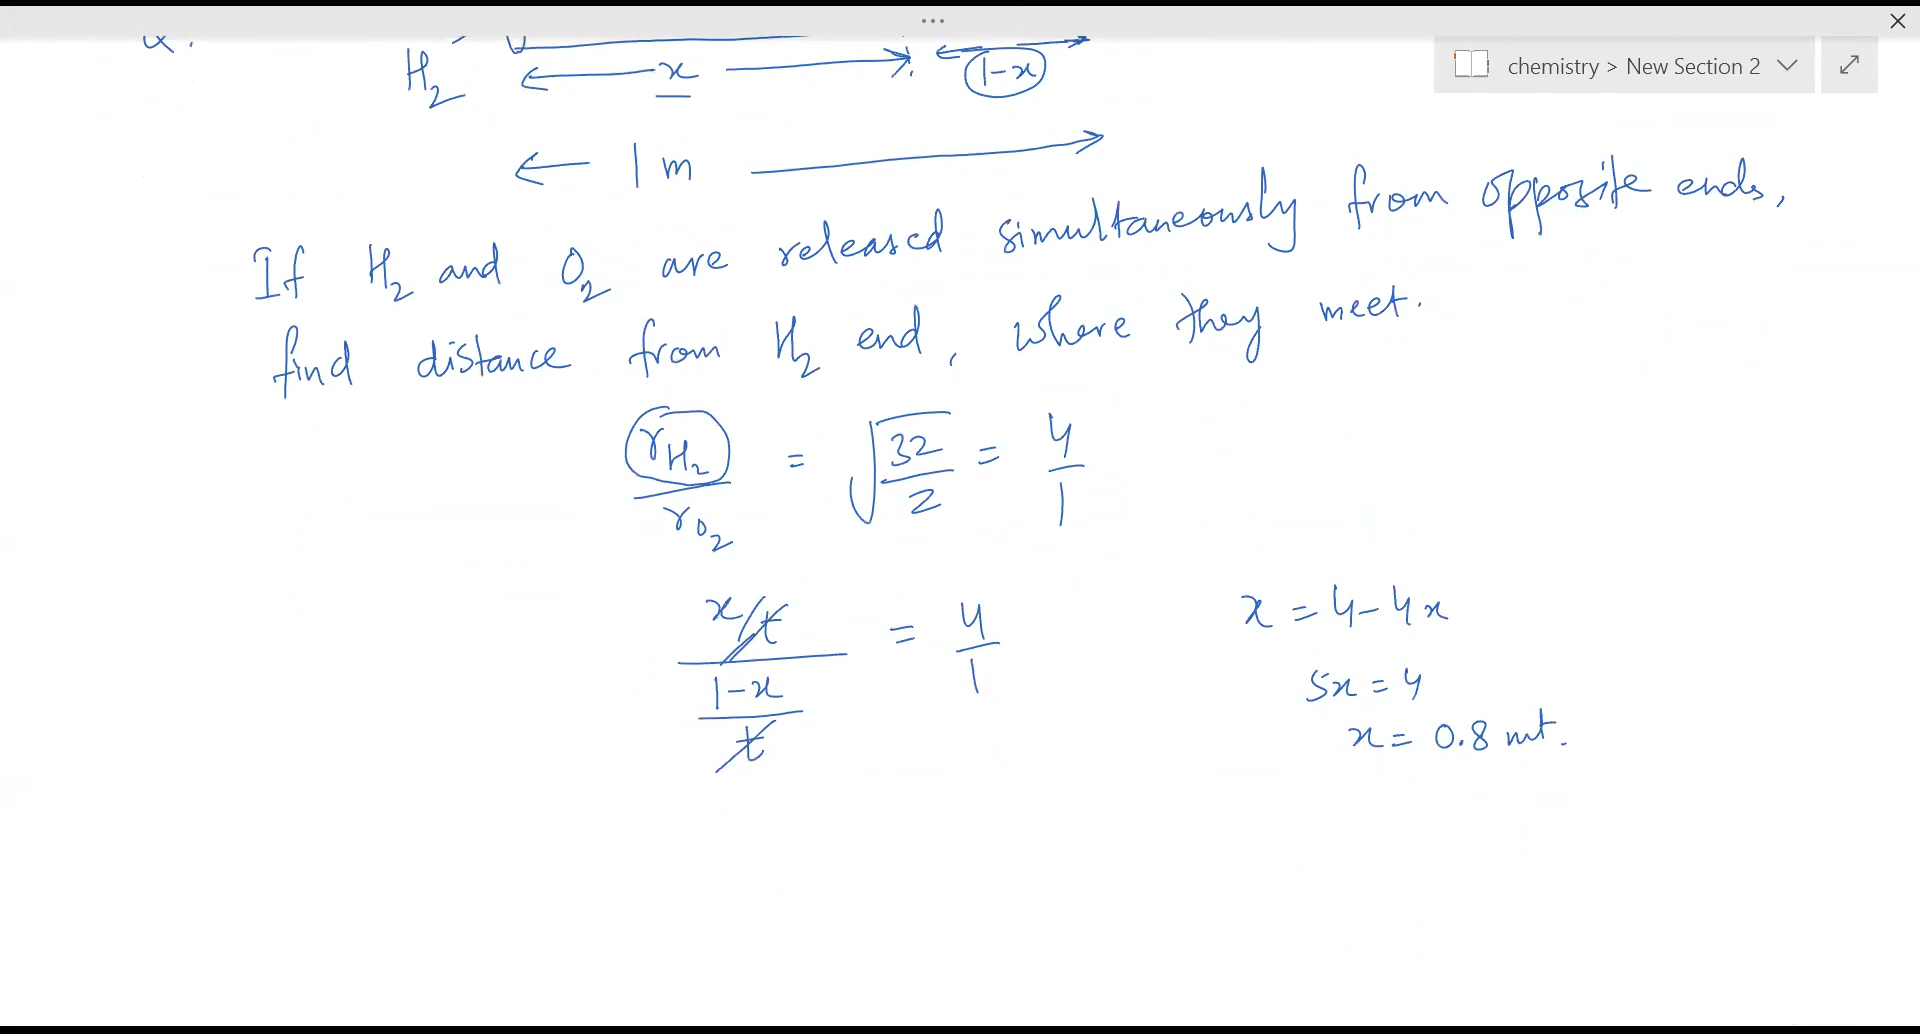 H₂ x 1-x
1 m
If H₂ and O₂ are released simultaneously from opposite ends,
find distance from H₂ end, where they meet.
rH₂/rO₂ = √(32/2) = 4/1
(x/t)/((1-x)/t) = 4/1
x = 4-4x
5x = 4
x = 0.8 mt.
chemistry > New Section 2